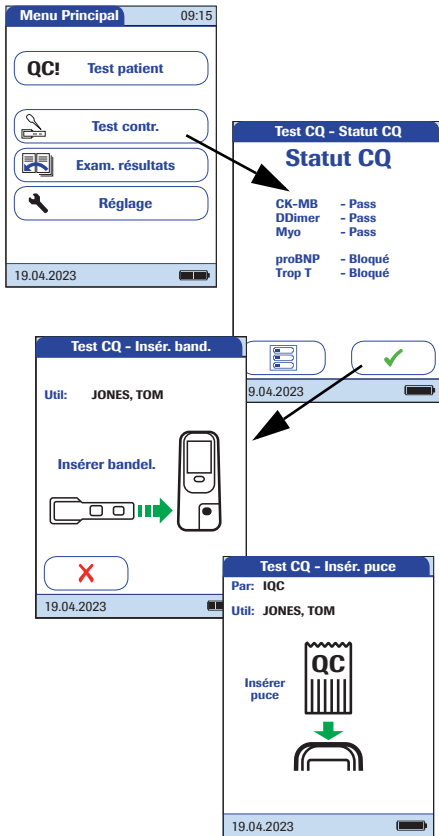 Menu Principal 09:15
QC! Test patient
Test contr.
Exam. résultats
Réglage
19.04.2023
Test CQ - Statut CQ
Statut CQ
CK-MB - Pass
DDimer - Pass
Myo - Pass
proBNP - Bloqué
Trop T - Bloqué
9.04.2023
Test CQ - Insér. band.
Util: JONES, TOM
Insérer bandel.
19.04.2023
Test CQ - Insér. puce
Par: IQC
Util: JONES, TOM
QC
Insérer
puce
19.04.2023